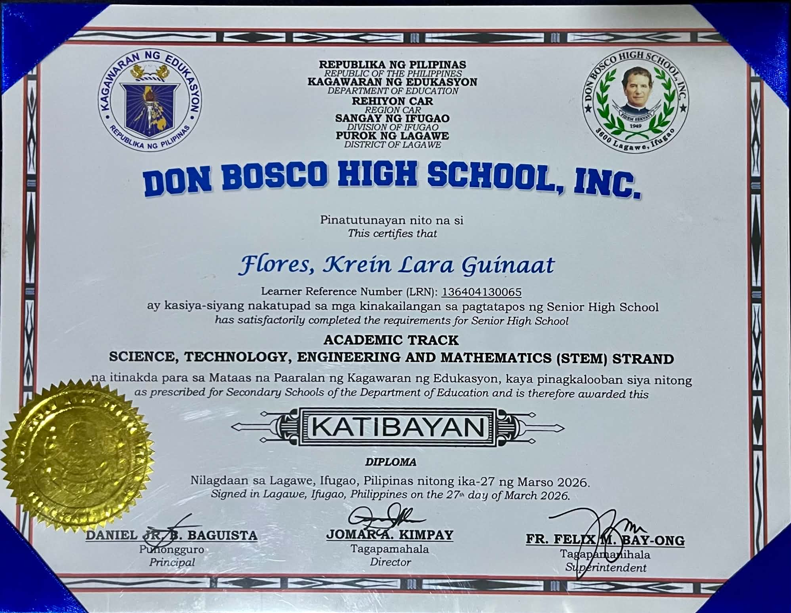 KAGAWARAN NG EDUKASYON
REPUBLIKA NG PILIPINAS
REPUBLIKA NG PILIPINAS
REPUBLIC OF THE PHILIPPINES
KAGAWARAN NG EDUKASYON
DEPARTMENT OF EDUCATION
REHIYON CAR
REGION CAR
SANGAY NG IFUGAO
DIVISION OF IFUGAO
PUROK NG LAGAWE
DISTRICT OF LAGAWE
DON BOSCO HIGH SCHOOL, INC.
1949
3600 Lagawe, Ifugao
DON BOSCO HIGH SCHOOL, INC.
Pinatutunayan nito na si
This certifies that
Flores, Krein Lara Guinaat
Learner Reference Number (LRN): 136404130065
ay kasiya-siyang nakatupad sa mga kinakailangan sa pagtatapos ng Senior High School
has satisfactorily completed the requirements for Senior High School
ACADEMIC TRACK
SCIENCE, TECHNOLOGY, ENGINEERING AND MATHEMATICS (STEM) STRAND
na itinakda para sa Mataas na Paaralan ng Kagawaran ng Edukasyon, kaya pinagkalooban siya nitong
as prescribed for Secondary Schools of the Department of Education and is therefore awarded this
KATIBAYAN
DIPLOMA
Nilagdaan sa Lagawe, Ifugao, Pilipinas nitong ika-27 ng Marso 2026.
Signed in Lagawe, Ifugao, Philippines on the 27th day of March 2026.
DANIEL JR. B. BAGUISTA
Punongguro
Principal
JOMAR A. KIMPAY
Tagapamahala
Director
FR. FELIX M. BAY-ONG
Tagapamanihala
Superintendent